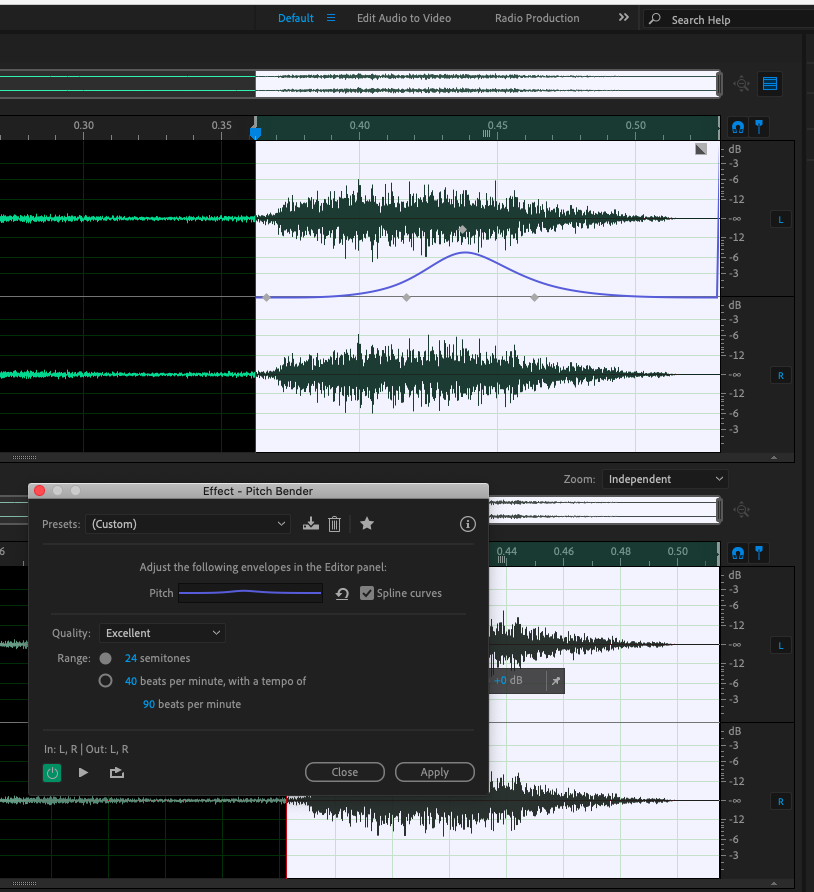 Default Edit Audio to Video Radio Production Search Help
0.30 0.35 0.40 0.45 0.50
dB
-3
-6
-12
-∞
L
-12
-6
-3
dB
-3
-6
-12
-∞
R
-12
-6
-3
Zoom: Independent
Effect - Pitch Bender
Presets: (Custom)
Adjust the following envelopes in the Editor panel:
Pitch Spline curves
Quality: Excellent
Range: 24 semitones
40 beats per minute, with a tempo of
90 beats per minute
In: L, R | Out: L, R
Close Apply
6 0.44 0.46 0.48 0.50
dB
-3
-6
-12
-∞
L
-12
-6
-3
+0 dB
dB
-3
-6
-12
-∞
R
-12
-6
-3